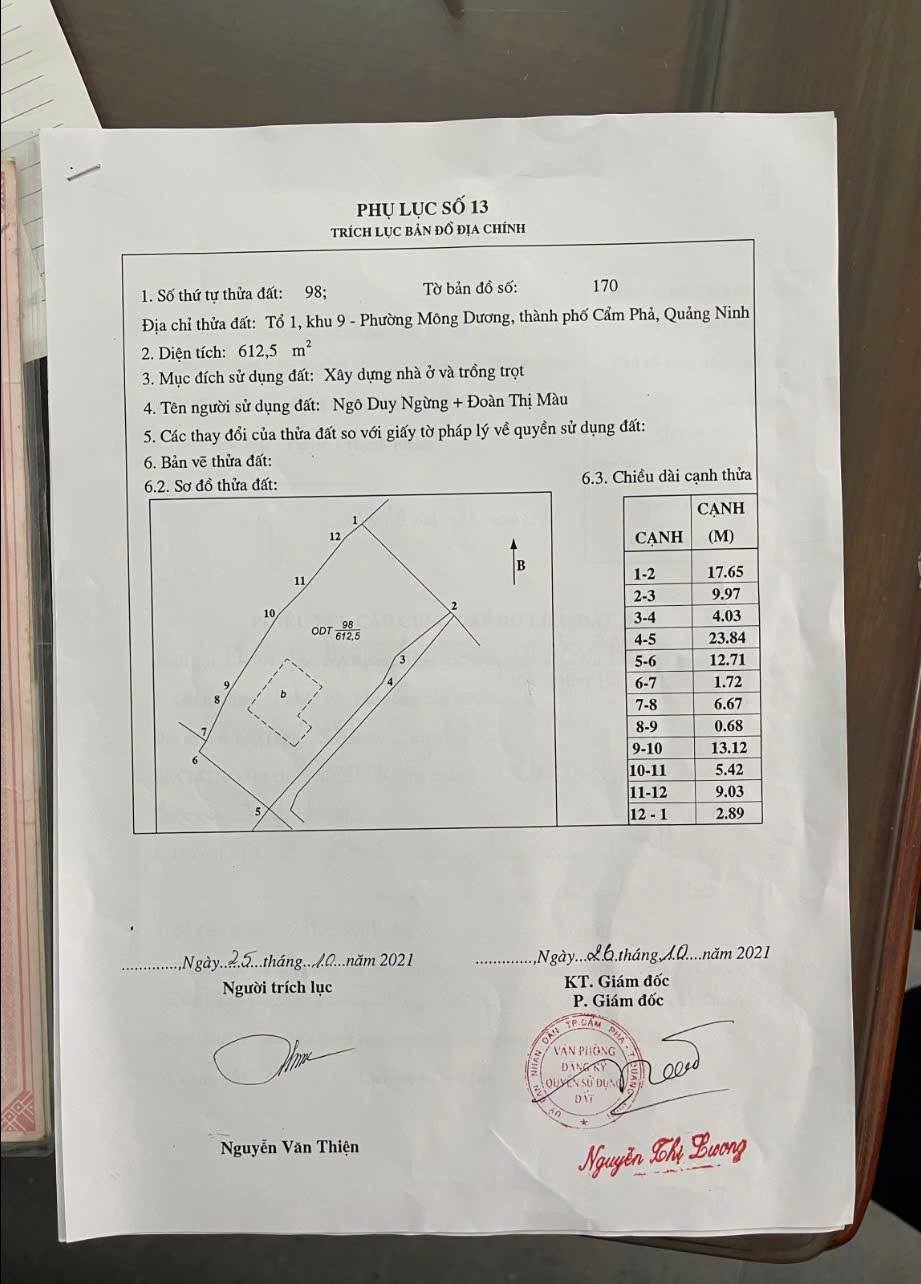 PHỤ LỤC SỐ 13
TRÍCH LỤC BẢN ĐỒ ĐỊA CHÍNH
1. Số thứ tự thửa đất: 98; Tờ bản đồ số: 170
Địa chỉ thửa đất: Tổ 1, khu 9 - Phường Mông Dương, thành phố Cẩm Phả, Quảng Ninh
2. Diện tích: 612,5 m²
3. Mục đích sử dụng đất: Xây dựng nhà ở và trồng trọt
4. Tên người sử dụng đất: Ngô Duy Ngừng + Đoàn Thị Màu
5. Các thay đổi của thửa đất so với giấy tờ pháp lý về quyền sử dụng đất:
6. Bản vẽ thửa đất:
6.2. Sơ đồ thửa đất:
1
12
B
11
10
2
ODT 98
612,5
3
9
b
4
8
7
6
5
6.3. Chiều dài cạnh thửa
CẠNH CẠNH (M)
1-2 17.65
2-3 9.97
3-4 4.03
4-5 23.84
5-6 12.71
6-7 1.72
7-8 6.67
8-9 0.68
9-10 13.12
10-11 5.42
11-12 9.03
12 - 1 2.89
..............,Ngày..25...tháng...10...năm 2021
Người trích lục
Nguyễn Văn Thiện
..............,Ngày...26.tháng.10....năm 2021
KT. Giám đốc
P. Giám đốc
VĂN PHÒNG
ĐĂNG KÝ
QUYỀN SỬ DỤNG
ĐẤT
Nguyễn Thị Lương